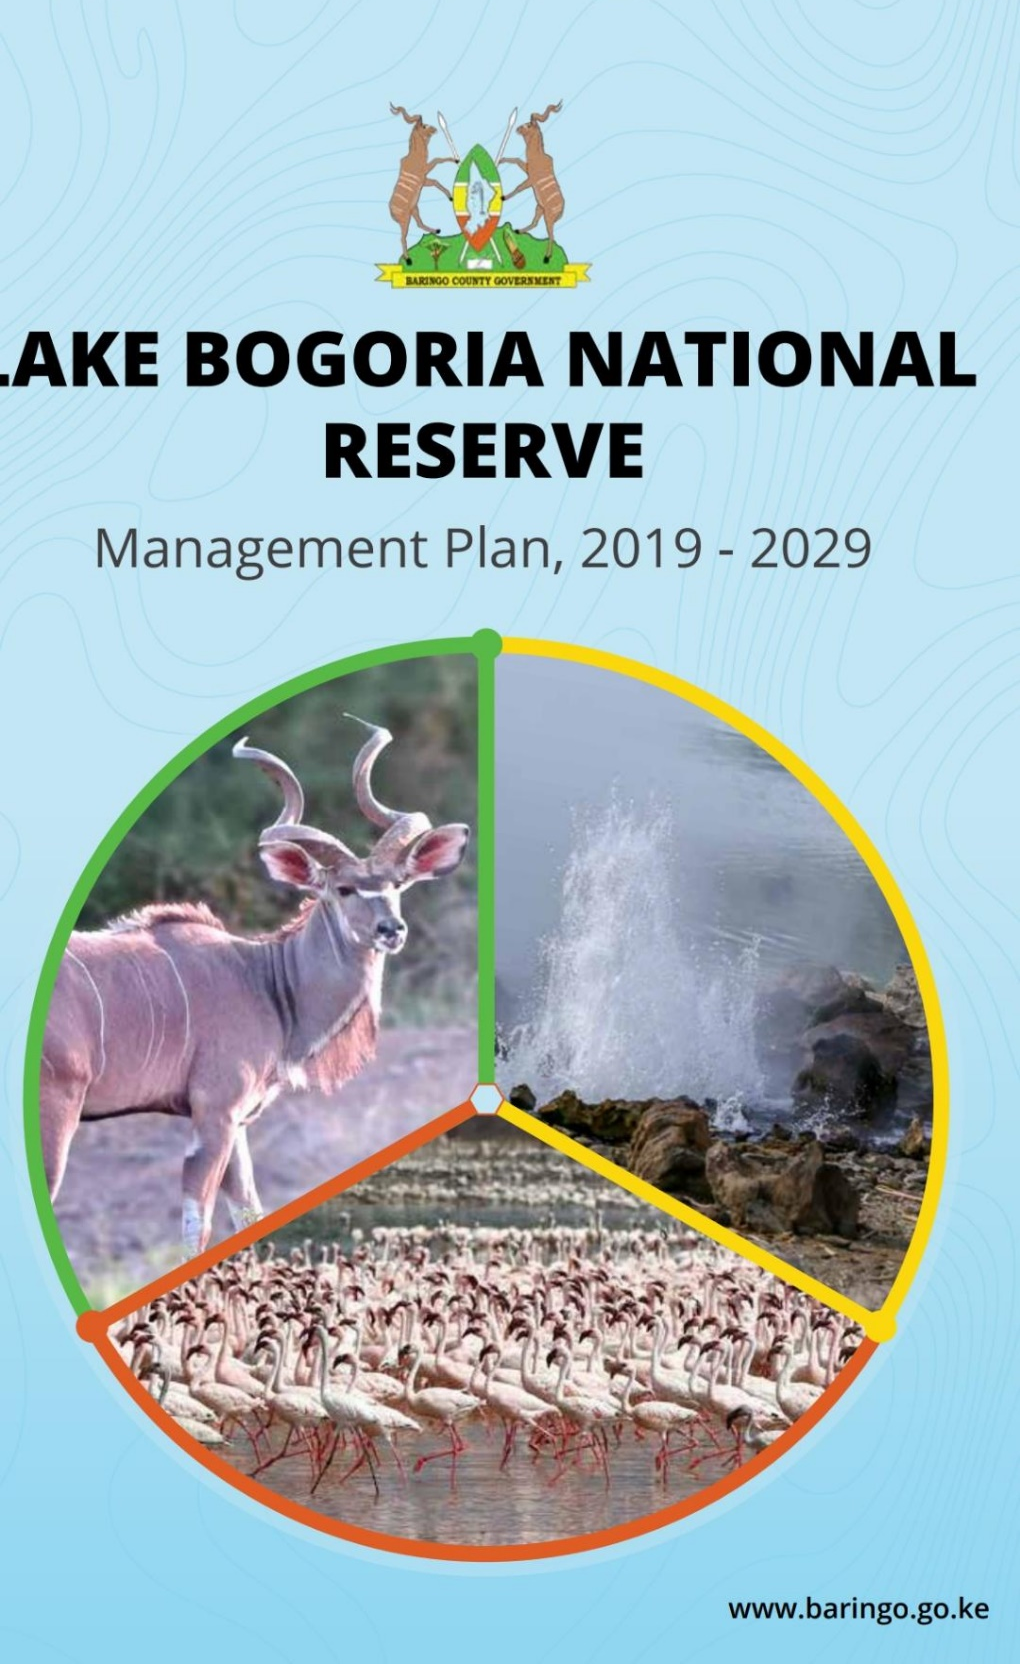 BARINGO COUNTY GOVERNMENT
LAKE BOGORIA NATIONAL
RESERVE
Management Plan, 2019 - 2029
www.baringo.go.ke